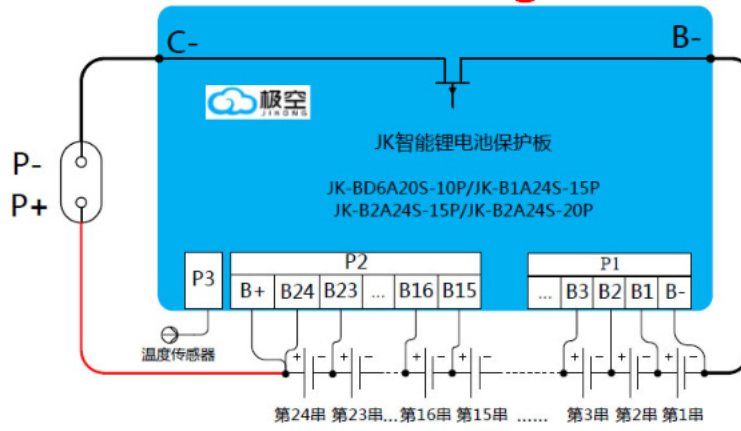 C- B-
极空
JIKONG
JK智能锂电池保护板
P-
JK-BD6A20S-10P/JK-B1A24S-15P
P+
JK-B2A24S-15P/JK-B2A24S-20P
P3
P2
B+ B24 B23 ... B16 B15
P1
... B3 B2 B1 B-
温度传感器
+ - + - + - + - + - + - + -
第24串 第23串... 第16串 第15串 ...... 第3串 第2串 第1串